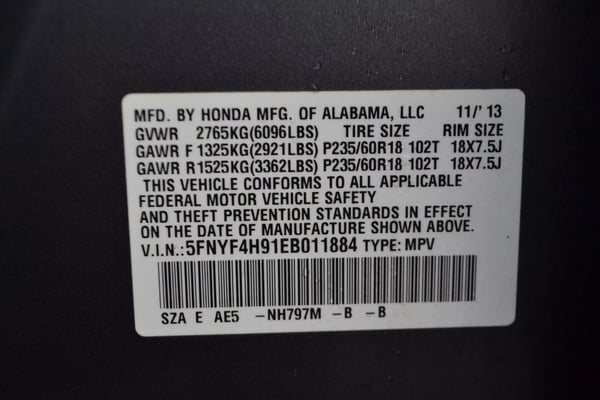 MFD. BY HONDA MFG. OF ALABAMA, LLC 11/'13
GVWR 2765KG(6096LBS) TIRE SIZE RIM SIZE
GAWR F 1325KG(2921LBS) P235/60R18 102T 18X7.5J
GAWR R1525KG(3362LBS) P235/60R18 102T 18X7.5J
THIS VEHICLE CONFORMS TO ALL APPLICABLE
FEDERAL MOTOR VEHICLE SAFETY
AND THEFT PREVENTION STANDARDS IN EFFECT
ON THE DATE OF MANUFACTURE SHOWN ABOVE.
V.I.N.:5FNYF4H91EB011884 TYPE: MPV
SZA E AE5 -NH797M -B -B